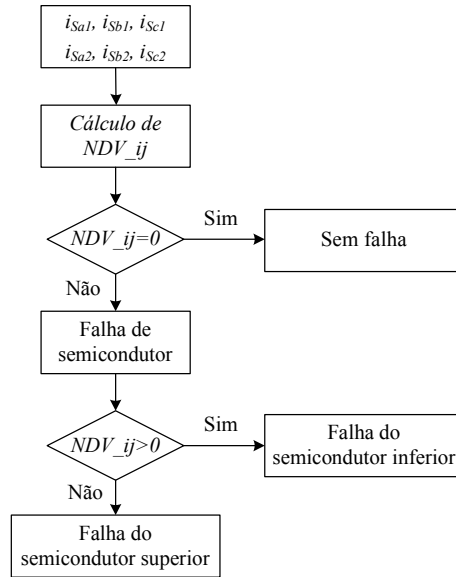 iSa1, iSb1, iSc1
iSa2, iSb2, iSc2
Cálculo de
NDV_ij
NDV_ij=0
Sim
Sem falha
Não
Falha de
semicondutor
NDV_ij>0
Sim
Falha do
semicondutor inferior
Não
Falha do
semicondutor superior